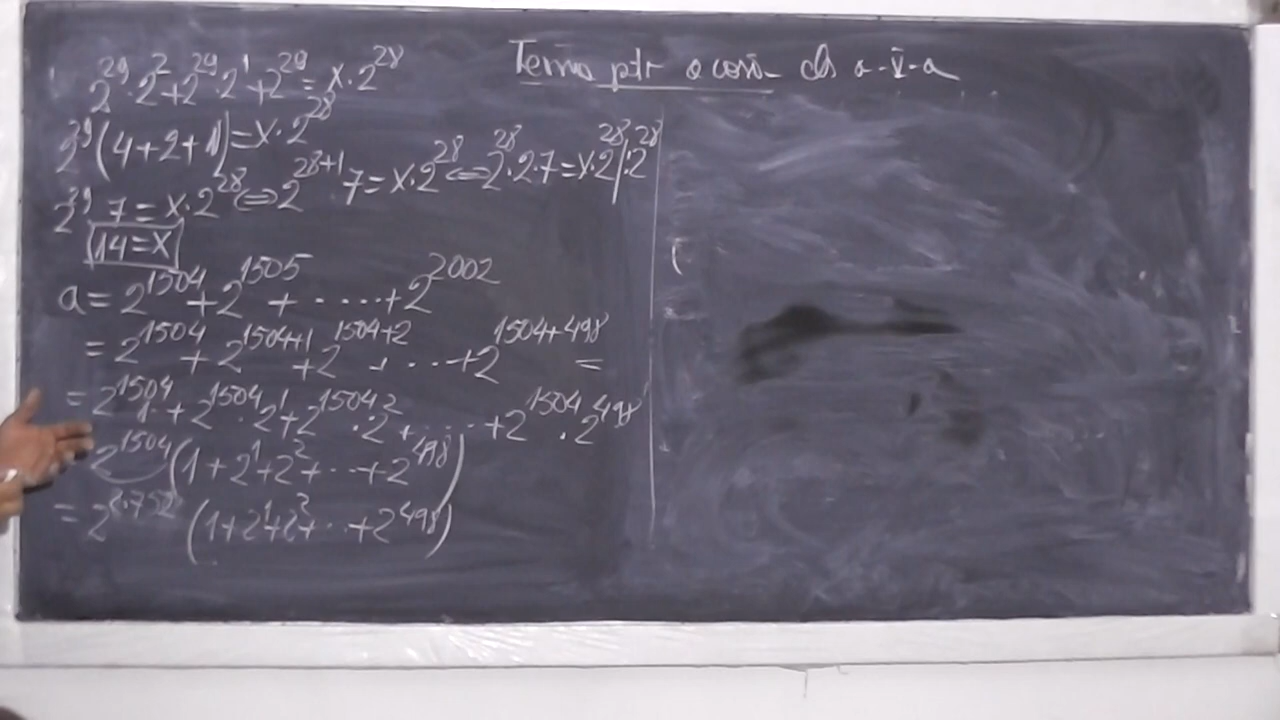 2^29·2^2+2^29·2^1+2^29=x·2^28
2^29(4+2+1)=x·2^28
2^29 7=x·2^28⇔2^28+1·7=x·2^28⇔2^28·2·7=x·2^28|:2^28
14=x
a=2^1504+2^1505+·····+2^2002
=2^1504+2^1504+1+2^1504+2+···+2^1504+498=
=2^1504·1+2^1504·2^1+2^1504·2^2+····+2^1504·2^498
2^1504(1+2^1+2^2+···+2^498)
=2^2·752(1+2^1+2^2+···+2^498)
ptr cls a-V-a